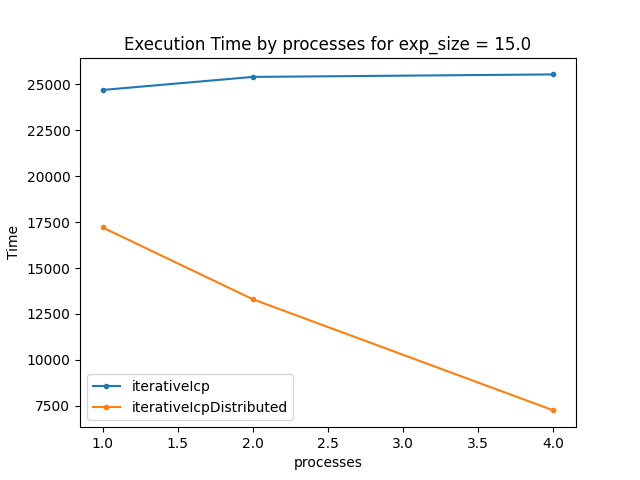 Execution Time by processes for exp_size = 15.0
Time
25000
22500
20000
17500
15000
12500
10000
7500
iterativeIcp
iterativeIcpDistributed
1.0 1.5 2.0 2.5 3.0 3.5 4.0
processes